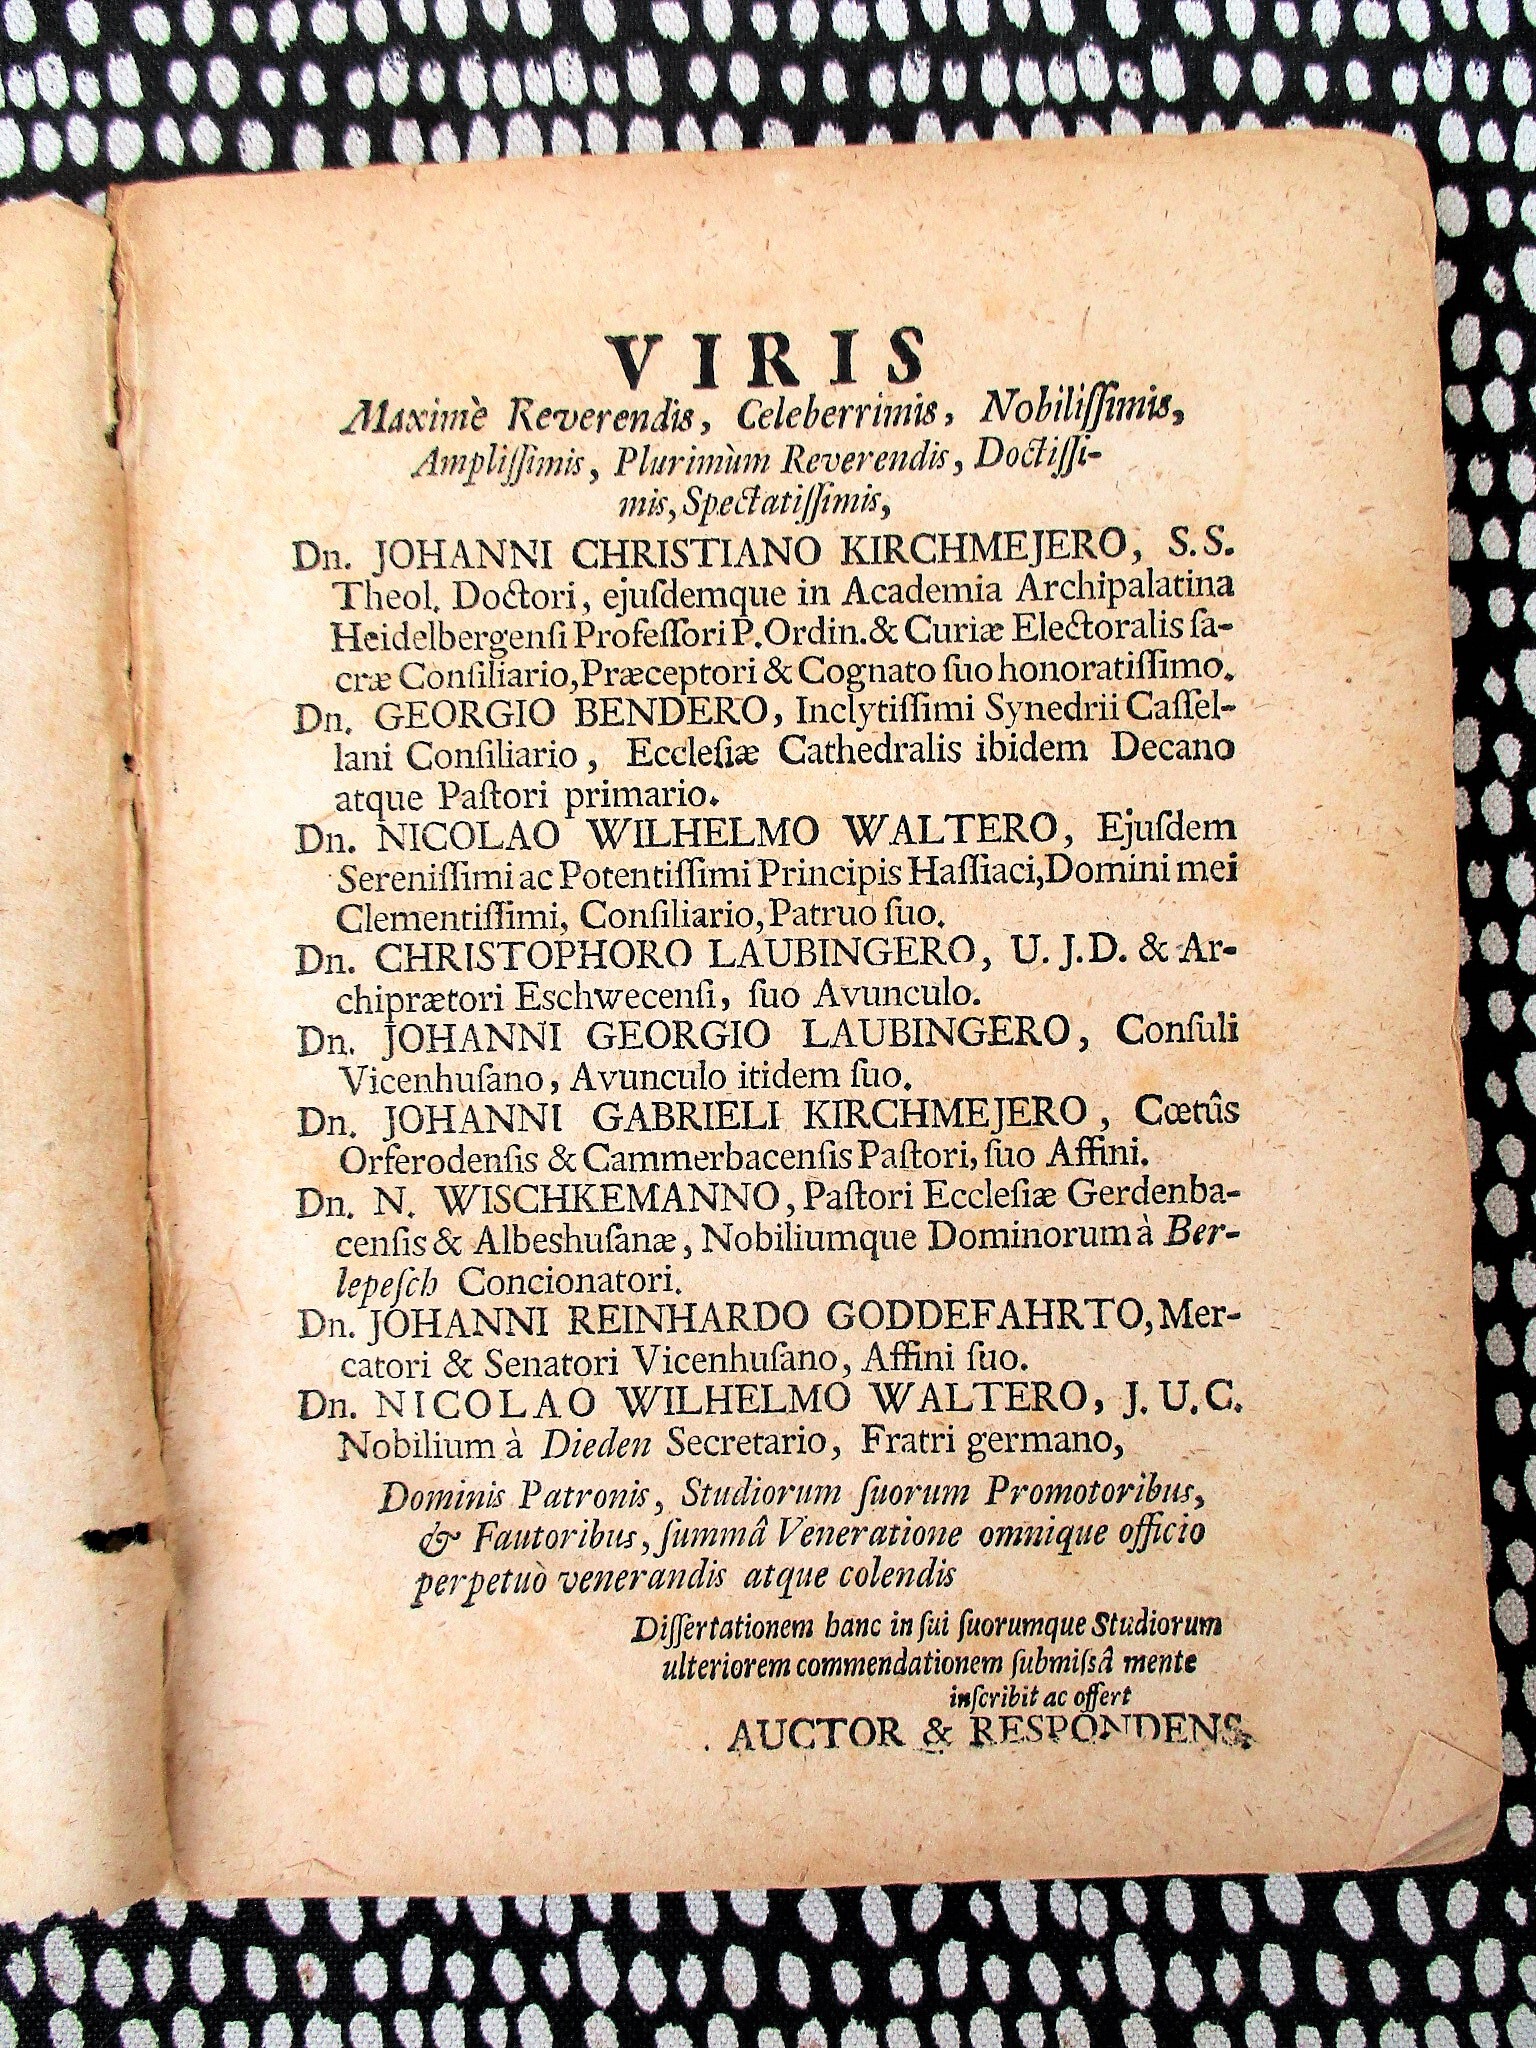 VIRIS
Maximè Reverendis, Celeberrimis, Nobiliſſimis,
Ampliſſimis, Plurimùm Reverendis, Doctiſſi-
mis, Spectatiſſimis,
Dn. JOHANNI CHRISTIANO KIRCHMEJERO, S. S.
Theol. Doctori, ejuſdemque in Academia Archipalatina
Heidelbergenſi Profeſſori P. Ordin. & Curiæ Electoralis ſa-
cræ Conſiliario, Præceptori & Cognato ſuo honoratiſſimo.
Dn. GEORGIO BENDERO, Inclytiſſimi Synedrii Caſſel-
lani Conſiliario, Eccleſiæ Cathedralis ibidem Decano
atque Paſtori primario.
Dn. NICOLAO WILHELMO WALTERO, Ejuſdem
Sereniſſimi ac Potentiſſimi Principis Haſſiaci, Domini mei
Clementiſſimi, Conſiliario, Patruo ſuo.
Dn. CHRISTOPHORO LAUBINGERO, U. J. D. & Ar-
chiprætori Eschwecenſi, ſuo Avunculo.
Dn. JOHANNI GEORGIO LAUBINGERO, Conſuli
Vicenhuſano, Avunculo itidem ſuo.
Dn. JOHANNI GABRIELI KIRCHMEJERO, Cœtûs
Orferodenſis & Cammerbacenſis Paſtori, ſuo Affini.
Dn. N. WISCHKEMANNO, Paſtori Eccleſiæ Gerdenba-
cenſis & Albeshuſanæ, Nobiliumque Dominorum à Ber-
lepeſch Concionatori.
Dn. JOHANNI REINHARDO GODDEFAHRTO, Mer-
catori & Senatori Vicenhuſano, Affini ſuo.
Dn. NICOLAO WILHELMO WALTERO, J. U. C.
Nobilium à Dieden Secretario, Fratri germano,
Dominis Patronis, Studiorum ſuorum Promotoribus,
& Fautoribus, ſummâ Veneratione omnique officio
perpetuò venerandis atque colendis
Diſſertationem hanc in ſui ſuorumque Studiorum
ulteriorem commendationem ſubmiſsâ mente
inſcribit ac offert
AUCTOR & RESPONDENS.